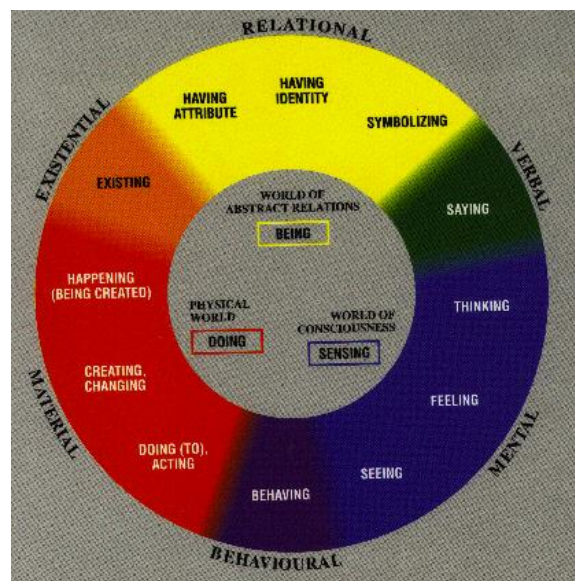 RELATIONAL
HAVING
ATTRIBUTE
HAVING
IDENTITY
SYMBOLIZING
EXISTENTIAL
EXISTING
VERBAL
SAYING
WORLD OF
ABSTRACT RELATIONS
BEING
HAPPENING
(BEING CREATED)
PHYSICAL
WORLD
DOING
WORLD OF
CONSCIOUSNESS
SENSING
THINKING
CREATING,
CHANGING
FEELING
MATERIAL
DOING (TO),
ACTING
SEEING
MENTAL
BEHAVING
BEHAVIOURAL